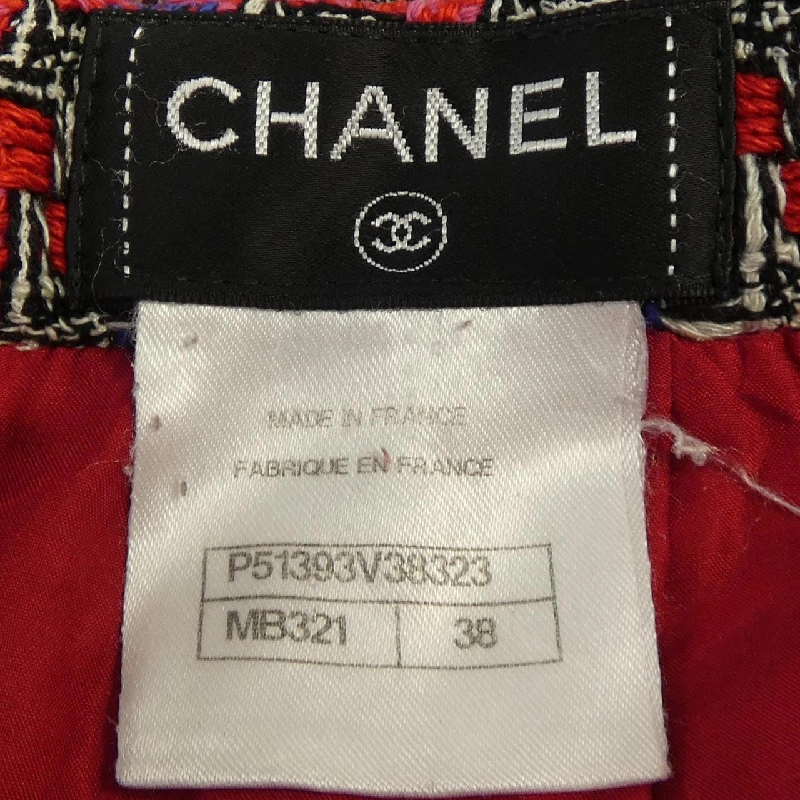 CHANEL
MADE IN FRANCE
FABRIQUE EN FRANCE
P51393V38323
MB321 38